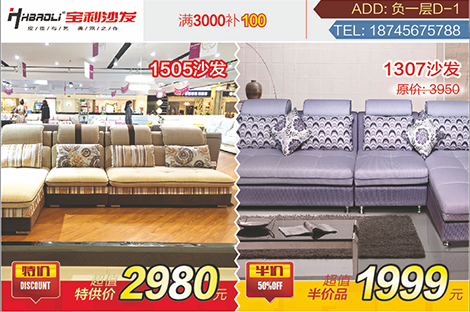 HBAOLi 宝利沙发
满3000补100
ADD: 负一层D-1
TEL: 18745675788
1505沙发
1307沙发
原价: 3950
特价
DISCOUNT
超值
特供价 2980元
半价
50%OFF
超值
半价品 1999元